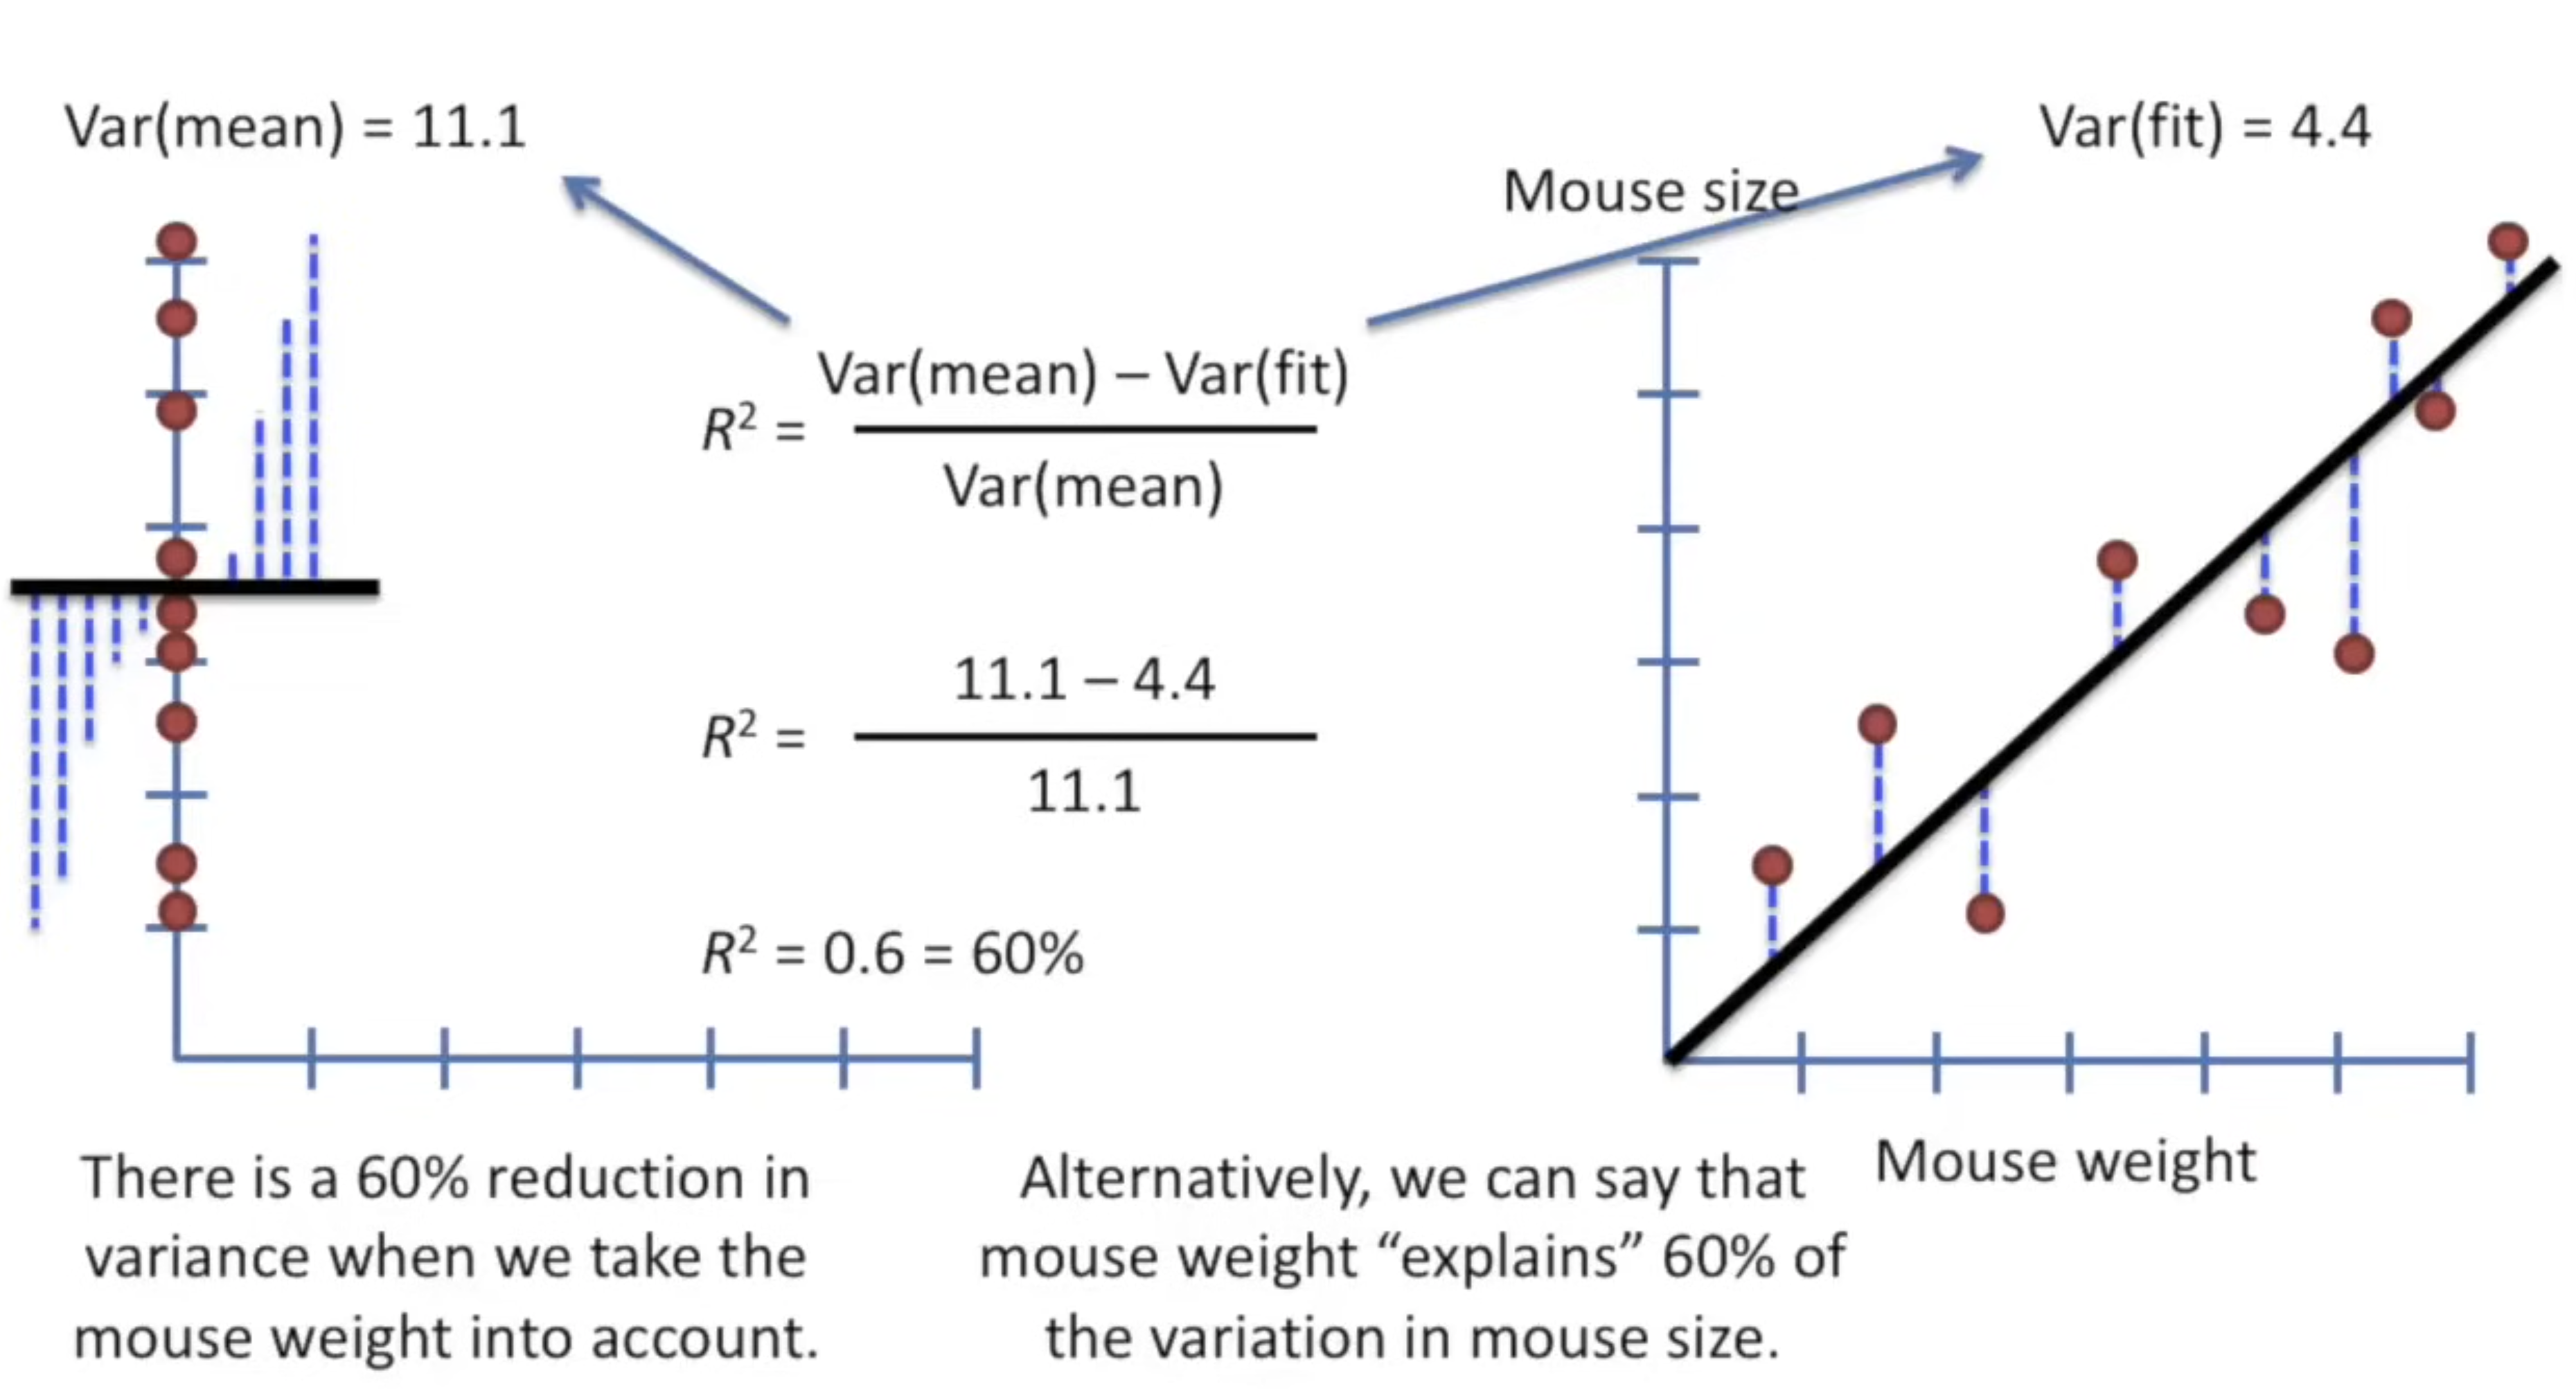 Var(mean) = 11.1
Var(fit) = 4.4
Mouse size
Var(mean) – Var(fit)
R² =
Var(mean)
11.1 – 4.4
R² =
11.1
R² = 0.6 = 60%
Mouse weight
There is a 60% reduction in
variance when we take the
mouse weight into account.
Alternatively, we can say that
mouse weight “explains” 60% of
the variation in mouse size.